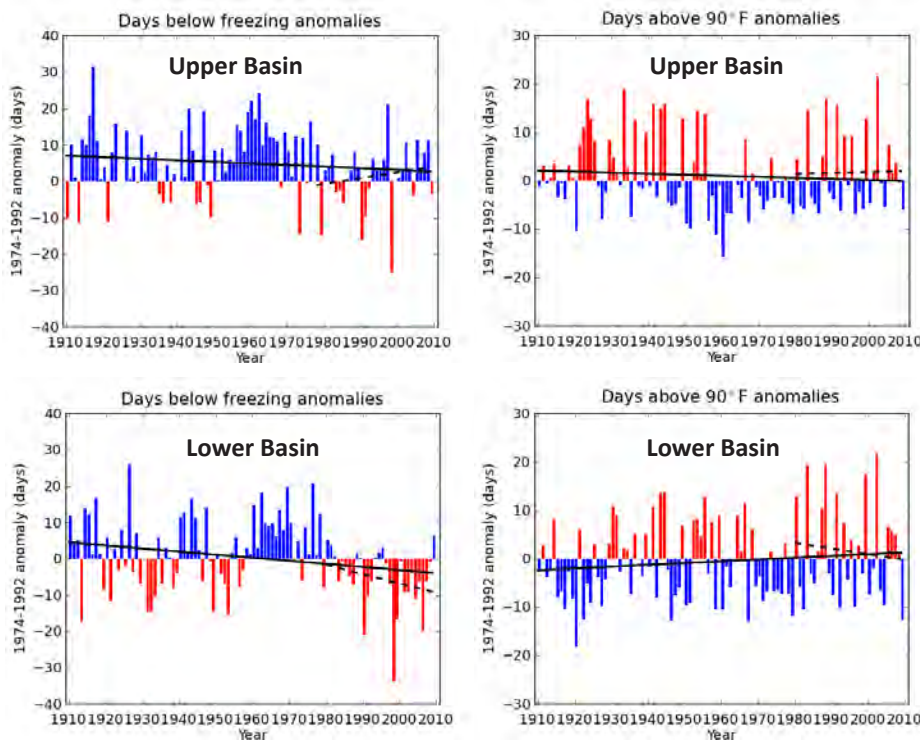 Days below freezing anomalies
Upper Basin
1974-1992 anomaly (days)
40
30
20
10
0
−10
−20
−30
−40
1910 1920 1930 1940 1950 1960 1970 1980 1990 2000 2010
Year
Days above 90°F anomalies
Upper Basin
1974-1992 anomaly (days)
30
20
10
0
−10
−20
−30
1910 1920 1930 1940 1950 1960 1970 1980 1990 2000 2010
Year
Days below freezing anomalies
Lower Basin
1974-1992 anomaly (days)
40
30
20
10
0
−10
−20
−30
−40
1910 1920 1930 1940 1950 1960 1970 1980 1990 2000 2010
Year
Days above 90°F anomalies
Lower Basin
1974-1992 anomaly (days)
30
20
10
0
−10
−20
−30
1910 1920 1930 1940 1950 1960 1970 1980 1990 2000 2010
Year